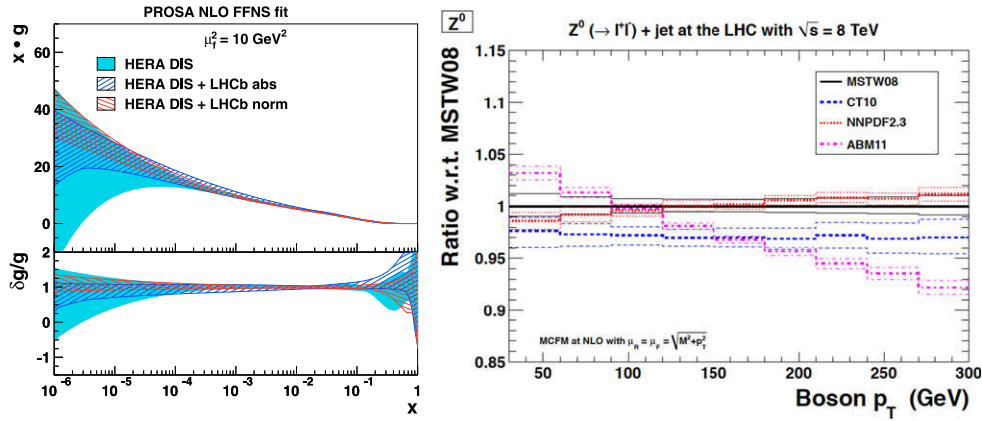 PROSA NLO FFNS fit
x • g
μ_f^2 = 10 GeV^2
HERA DIS
HERA DIS + LHCb abs
HERA DIS + LHCb norm
70
60
40
20
0
δg/g
2
1
0
-1
10^-6 10^-5 10^-4 10^-3 10^-2 10^-1 1
x
Z^0
Z^0 (→ l^+l^-) + jet at the LHC with √s = 8 TeV
Ratio w.r.t. MSTW08
1.15
1.1
1.05
1
0.95
0.9
0.85
MSTW08
CT10
NNPDF2.3
ABM11
MCFM at NLO with μ_R = μ_F = √M^2+p_T^2
50 100 150 200 250 300
Boson p_T (GeV)